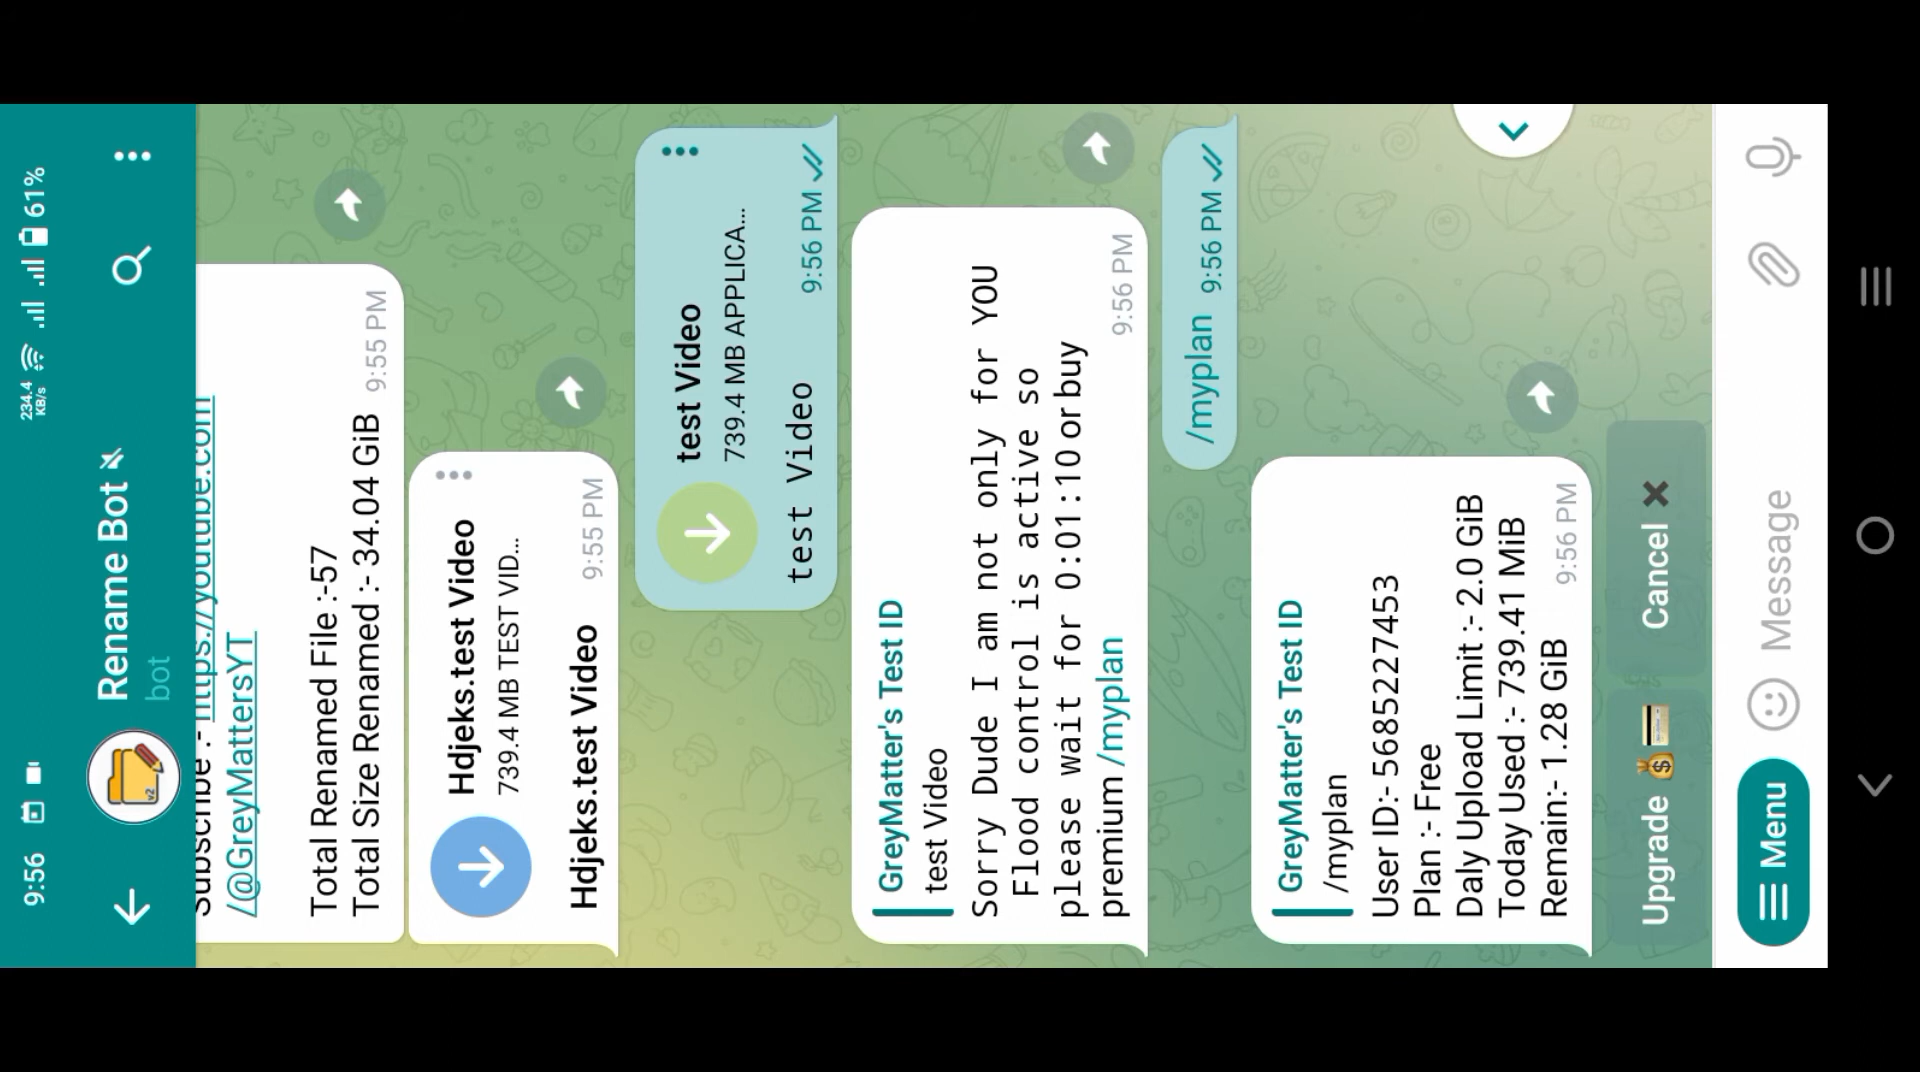 9:56
234.4
KB/s
61%
Rename Bot
bot
Subscribe :- https://youtube.com
/@GreyMattersYT
Total Renamed File :-57
Total Size Renamed :- 34.04 GiB
9:55 PM
Hdjeks.test Video
739.4 MB TEST VID...
Hdjeks.test Video
9:55 PM
test Video
739.4 MB APPLICA...
test Video
9:56 PM
GreyMatter's Test ID
test Video
Sorry Dude I am not only for YOU
Flood control is active so
please wait for 0:01:10 or buy
premium /myplan
9:56 PM
/myplan 9:56 PM
GreyMatter's Test ID
/myplan
User ID:- 5685227453
Plan :- Free
Daly Upload Limit :- 2.0 GiB
Today Used :- 739.41 MiB
Remain:- 1.28 GiB
9:56 PM
Upgrade 💰 💳
Cancel ✖
Menu
Message